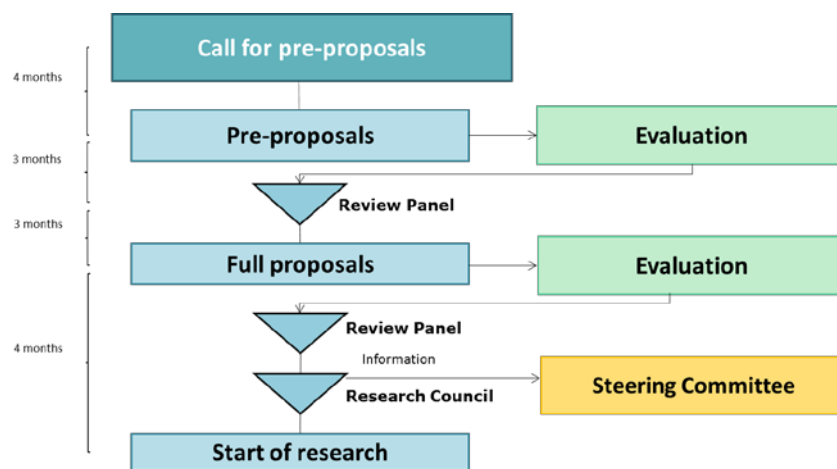 Call for pre-proposals
4 months
Pre-proposals
Evaluation
3 months
Review Panel
3 months
Full proposals
Evaluation
Review Panel
4 months
Information
Research Council
Steering Committee
Start of research